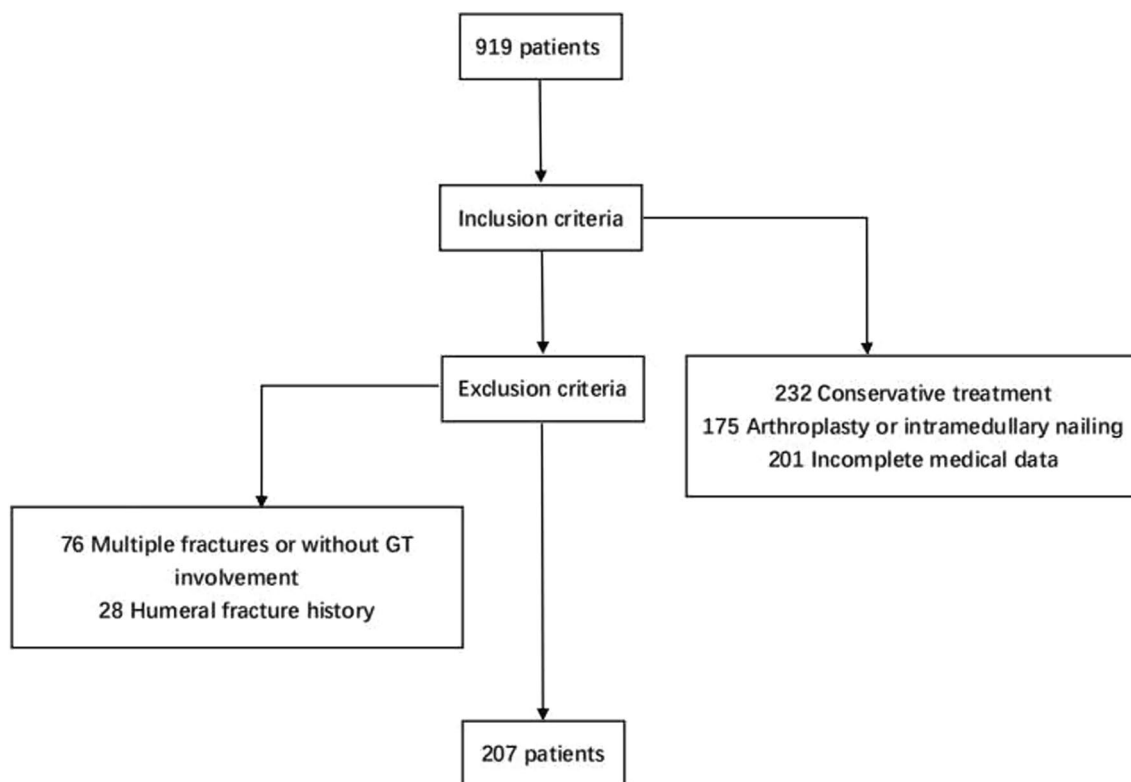 919 patients
Inclusion criteria
Exclusion criteria
232 Conservative treatment
175 Arthroplasty or intramedullary nailing
201 Incomplete medical data
76 Multiple fractures or without GT
involvement
28 Humeral fracture history
207 patients